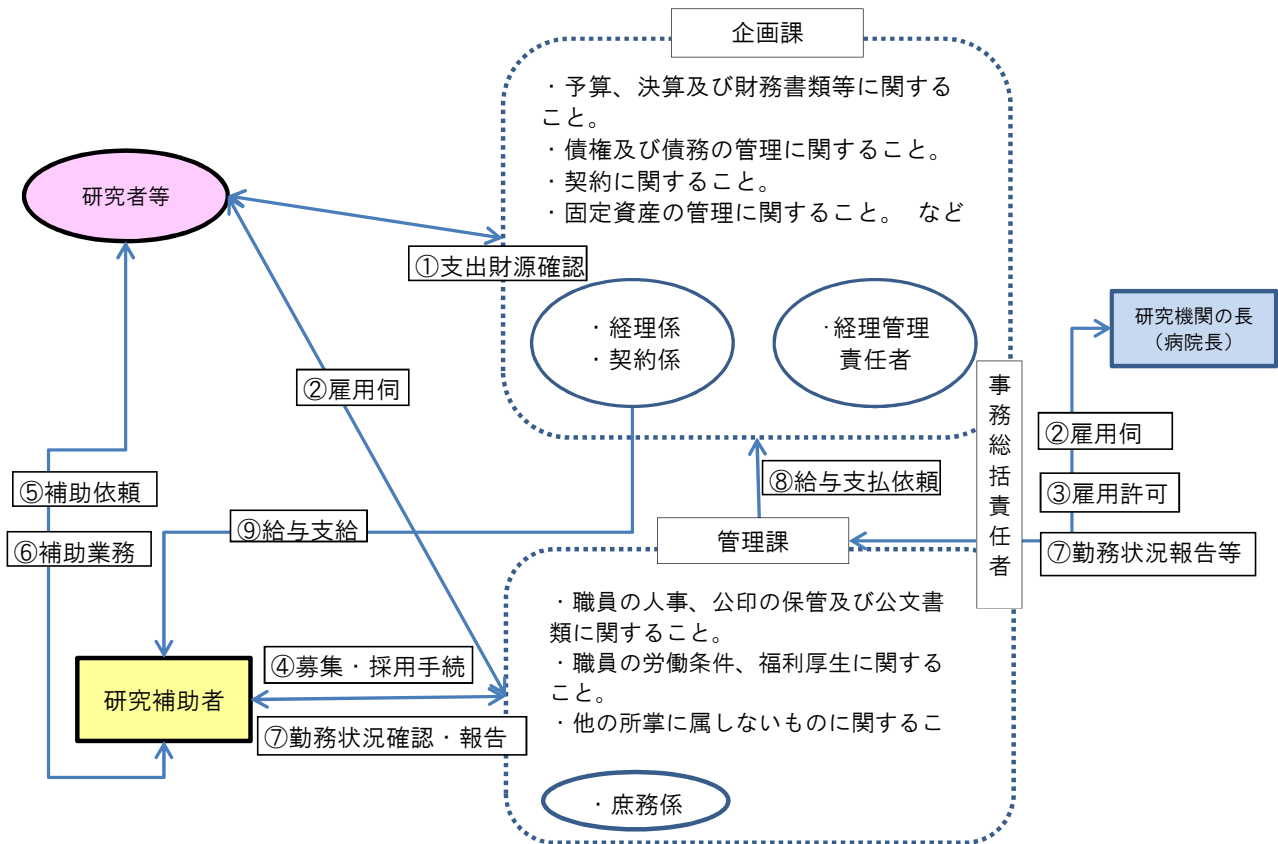 企画課
・予算、決算及び財務書類等に関する
こと。
・債権及び債務の管理に関すること。
・契約に関すること。
・固定資産の管理に関すること。 など
研究者等
①支出財源確認
・経理係
・契約係
・経理管理
責任者
研究機関の長
（病院長）
事務総括責任者
②雇用伺
②雇用伺
③雇用許可
⑦勤務状況報告等
⑤補助依頼
⑥補助業務
⑧給与支払依頼
⑨給与支給
管理課
・職員の人事、公印の保管及び公文書
類に関すること。
・職員の労働条件、福利厚生に関する
こと。
・他の所掌に属しないものに関するこ
④募集・採用手続
研究補助者
⑦勤務状況確認・報告
・庶務係